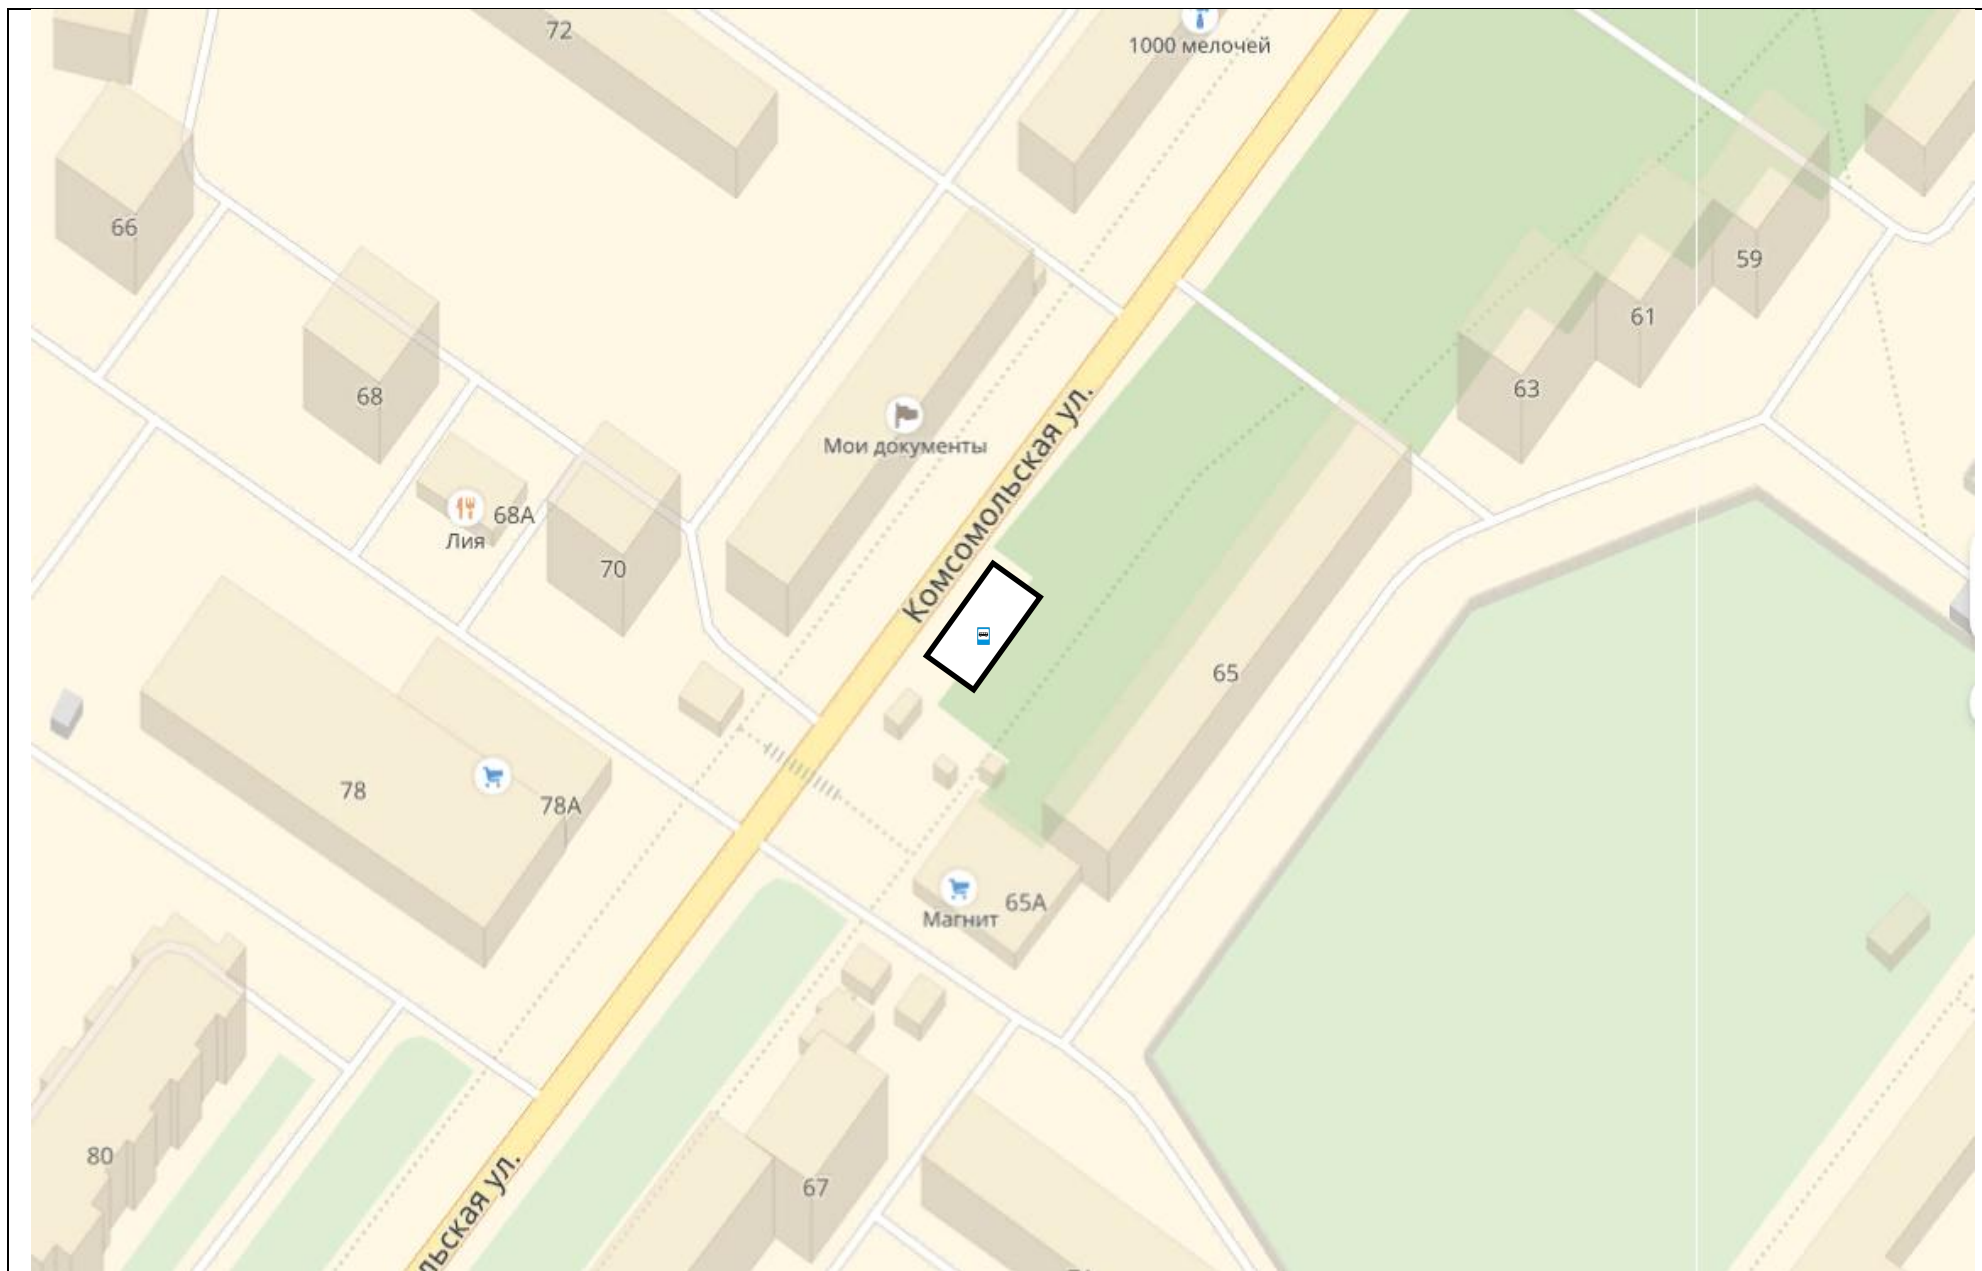 72
1000 мелочей
66
59
61
63
68
Комсомольская ул.
Мои документы
68А
Лия
70
65
78
78А
65А
Магнит
80
67
льская ул.